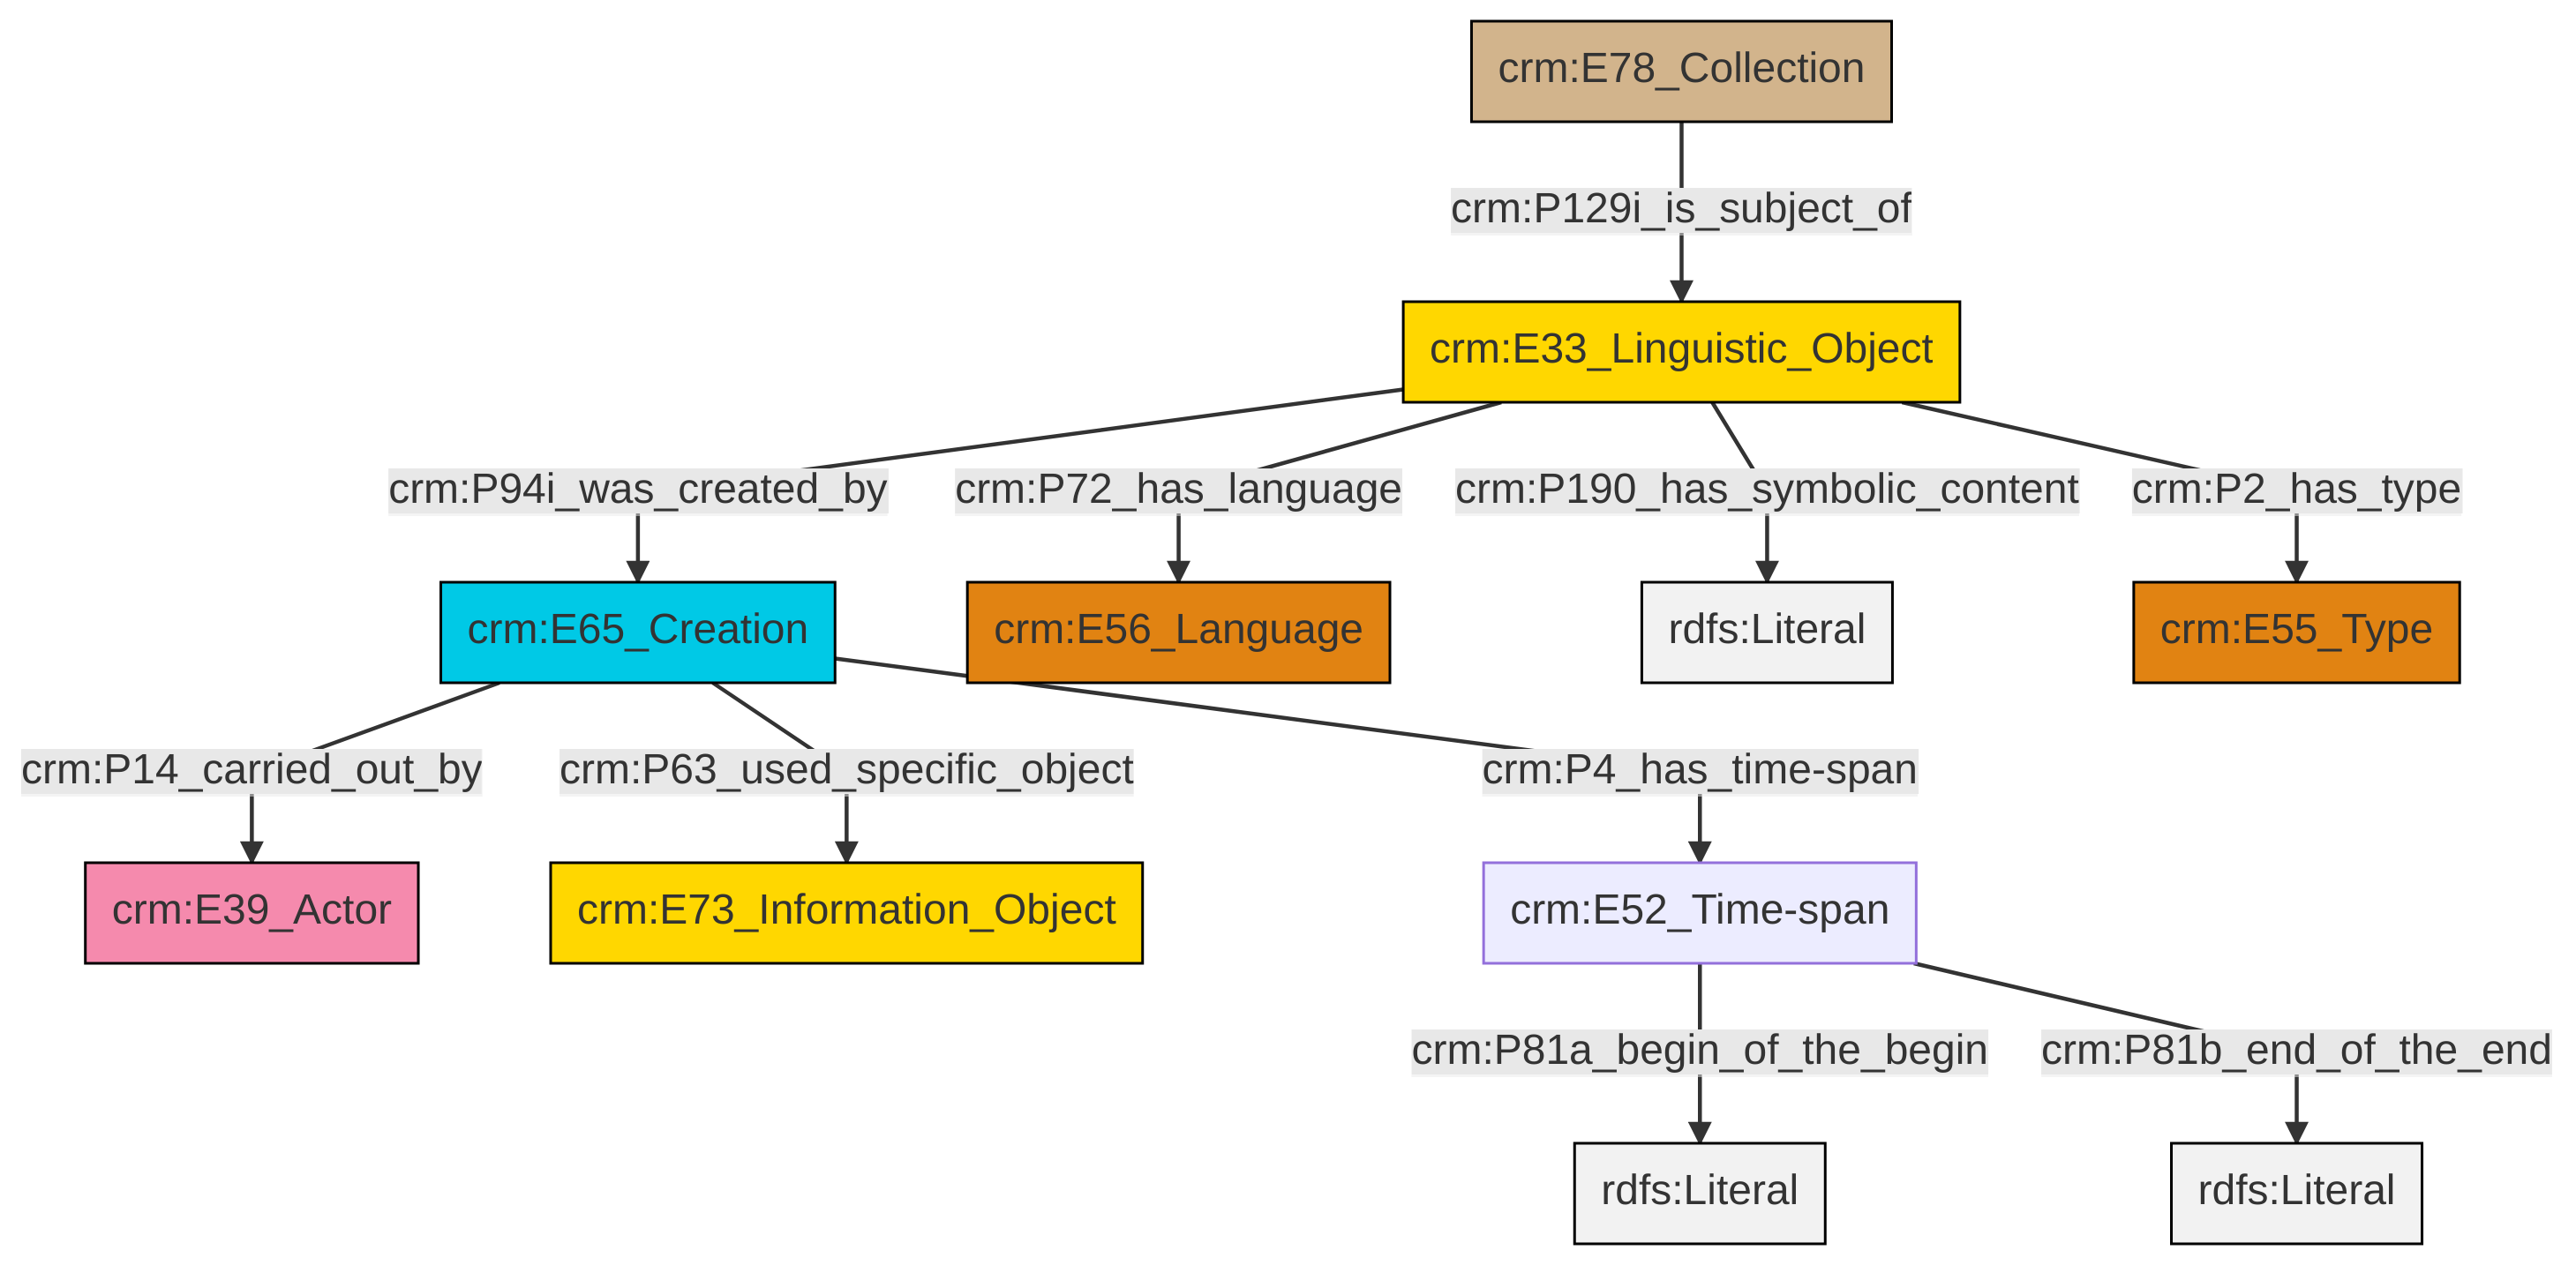 crm:E78_Collection
crm:P129i_is_subject_of
crm:E33_Linguistic_Object
crm:P94i_was_created_by
crm:P72_has_language
crm:P190_has_symbolic_content
crm:P2_has_type
crm:E65_Creation
crm:E56_Language
rdfs:Literal
crm:E55_Type
crm:P14_carried_out_by
crm:P63_used_specific_object
crm:P4_has_time-span
crm:E39_Actor
crm:E73_Information_Object
crm:E52_Time-span
crm:P81a_begin_of_the_begin
crm:P81b_end_of_the_end
rdfs:Literal
rdfs:Literal